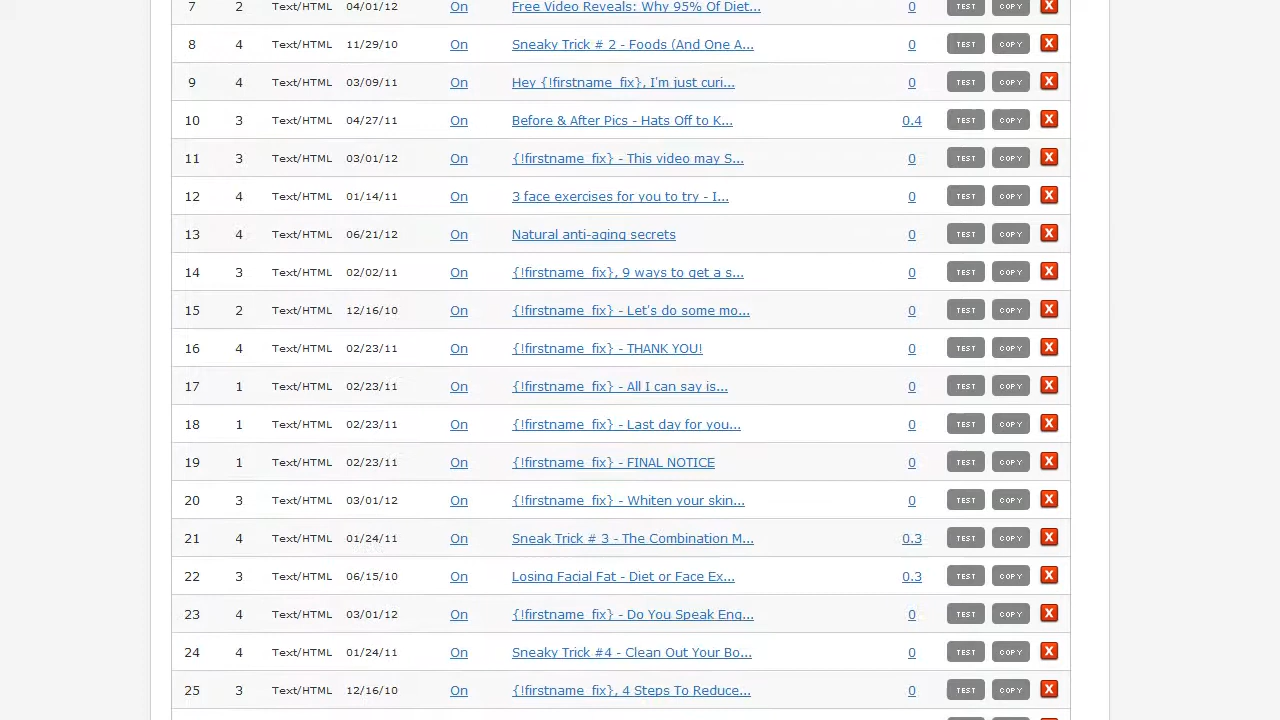 7 2 Text/HTML 04/01/12 On Free Video Reveals: Why 95% Of Diet... 0 TEST COPY X
8 4 Text/HTML /29/10 On Sneaky Trick # 2 - Foods (And One A... 0 TEST COPY X
9 4 Text/HTML 03/09/11 On Hey {!firstname_fix}, I'm just curi... 0 TEST COPY X
10 3 Text/HTML /27/11 On Before & After Pics - Hats Off to K... 0.4 TEST COPY X
11 3 Text/HTML /01/12 On {!firstname_fix} - This video may S... 0 TEST COPY X
12 4 Text/HTML /14/11 On 3 face exercises for you to try - I... 0 TEST COPY X
13 4 Text/HTML /21/12 On Natural anti-aging secrets 0 TEST COPY X
14 3 Text/HTML /02/11 On {!firstname_fix}, 9 ways to get a s... 0 TEST COPY X
15 2 Text/HTML /16/10 On {!firstname_fix} - Let's do some mo... 0 TEST COPY X
16 4 Text/HTML 02/23/11 On {!firstname_fix} - THANK YOU! 0 TEST COPY X
17 1 Text/HTML 02/23/11 On {!firstname_fix} - All I can say is... 0 TEST COPY X
18 1 Text/HTML /23/11 On {!firstname_fix} - Last day for you... 0 TEST COPY X
19 1 Text/HTML /23/11 On {!firstname_fix} - FINAL NOTICE 0 TEST COPY X
20 3 Text/HTML 03/01/12 On {!firstname_fix} - Whiten your skin... 0 TEST COPY X
21 4 Text/HTML /24/11 On Sneak Trick # 3 - The Combination M... 0.3 TEST COPY X
22 3 Text/HTML /15/10 On Losing Facial Fat - Diet or Face Ex... 0.3 TEST COPY X
23 4 Text/HTML 03/01/12 On {!firstname_fix} - Do You Speak Eng... 0 TEST COPY X
24 4 Text/HTML /24/11 On Sneaky Trick #4 - Clean Out Your Bo... 0 TEST COPY X
25 3 Text/HTML /16/10 On {!firstname_fix}, 4 Steps To Reduce... 0 TEST COPY X